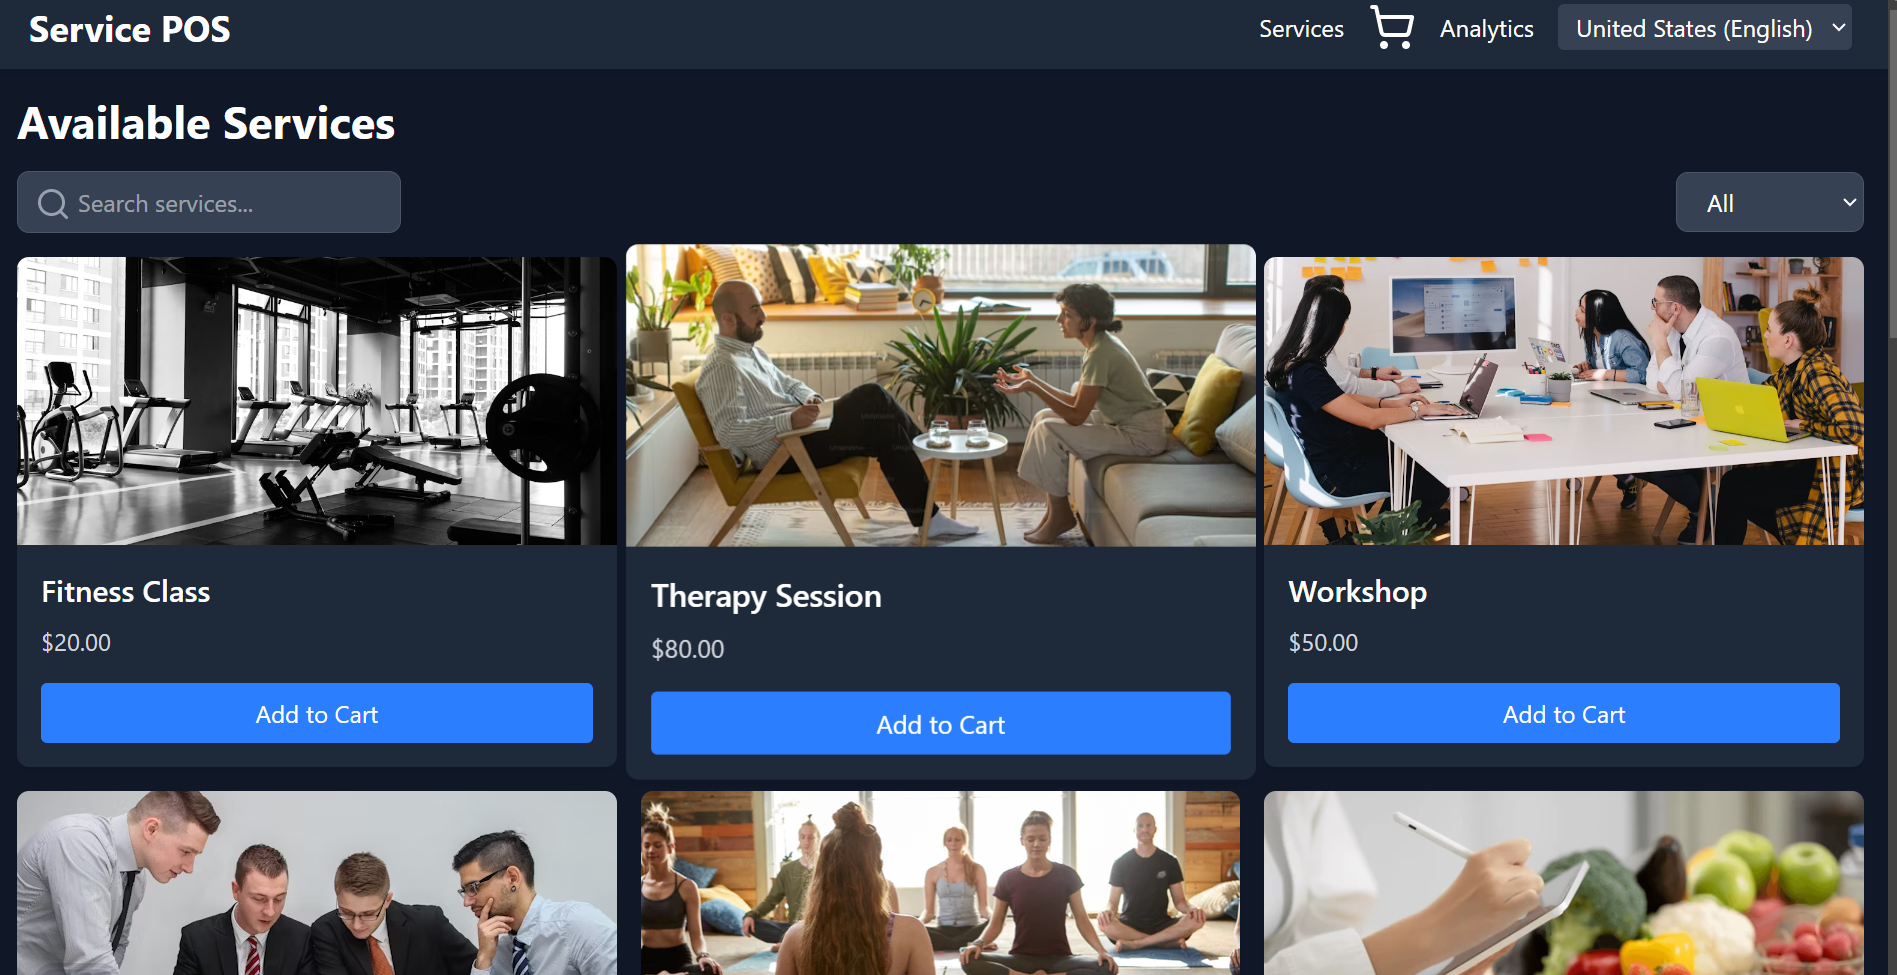 Service POS
Services
Analytics
United States (English)
Available Services
Search services...
All
Fitness Class
$20.00
Add to Cart
Therapy Session
$80.00
Add to Cart
Workshop
$50.00
Add to Cart